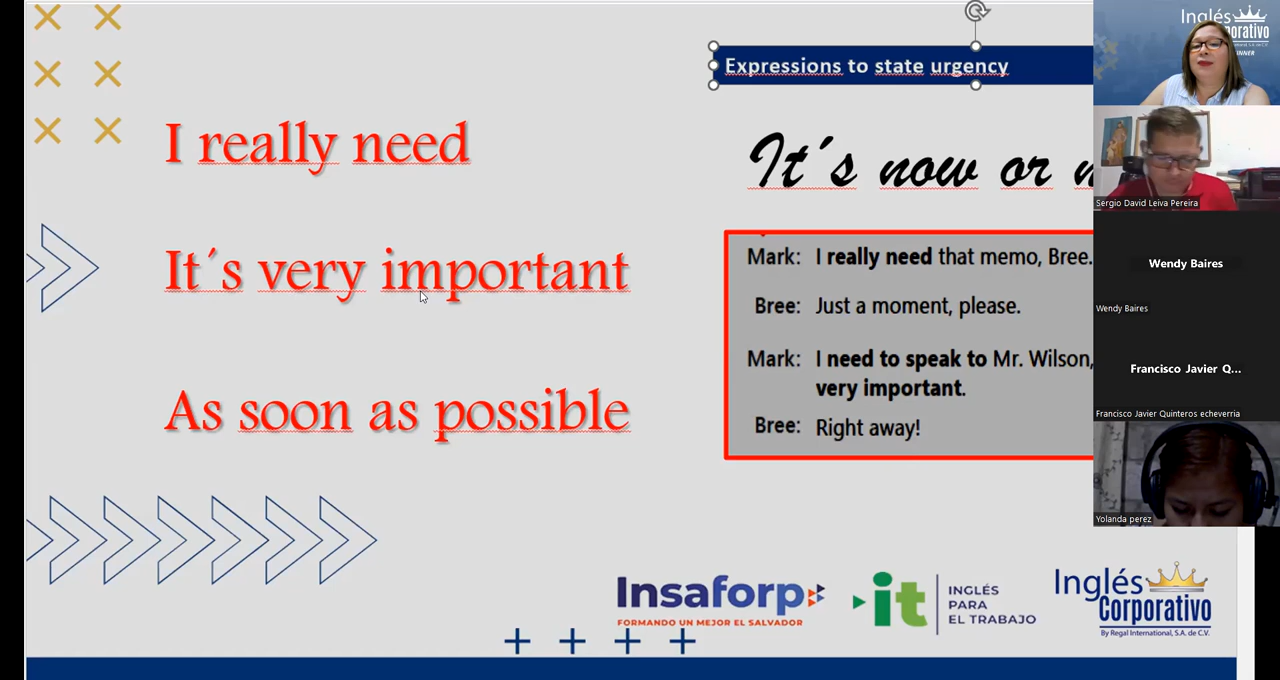 Expressions to state urgency
I really need
It´s very important
As soon as possible
It´s now or
Mark: I really need that memo, Bree.
Bree: Just a moment, please.
Mark: I need to speak to Mr. Wilson,
very important.
Bree: Right away!
Insaforp
FORMANDO UN MEJOR EL SALVADOR
it
INGLÉS
PARA
EL TRABAJO
Inglés
Corporativo
By Regal International, S.A. de C.V.
Inglés
orporativo
Sergio David Leiva Pereira
Wendy Baires
Wendy Baires
Francisco Javier Q...
Francisco Javier Quinteros echeverria
Yolanda perez